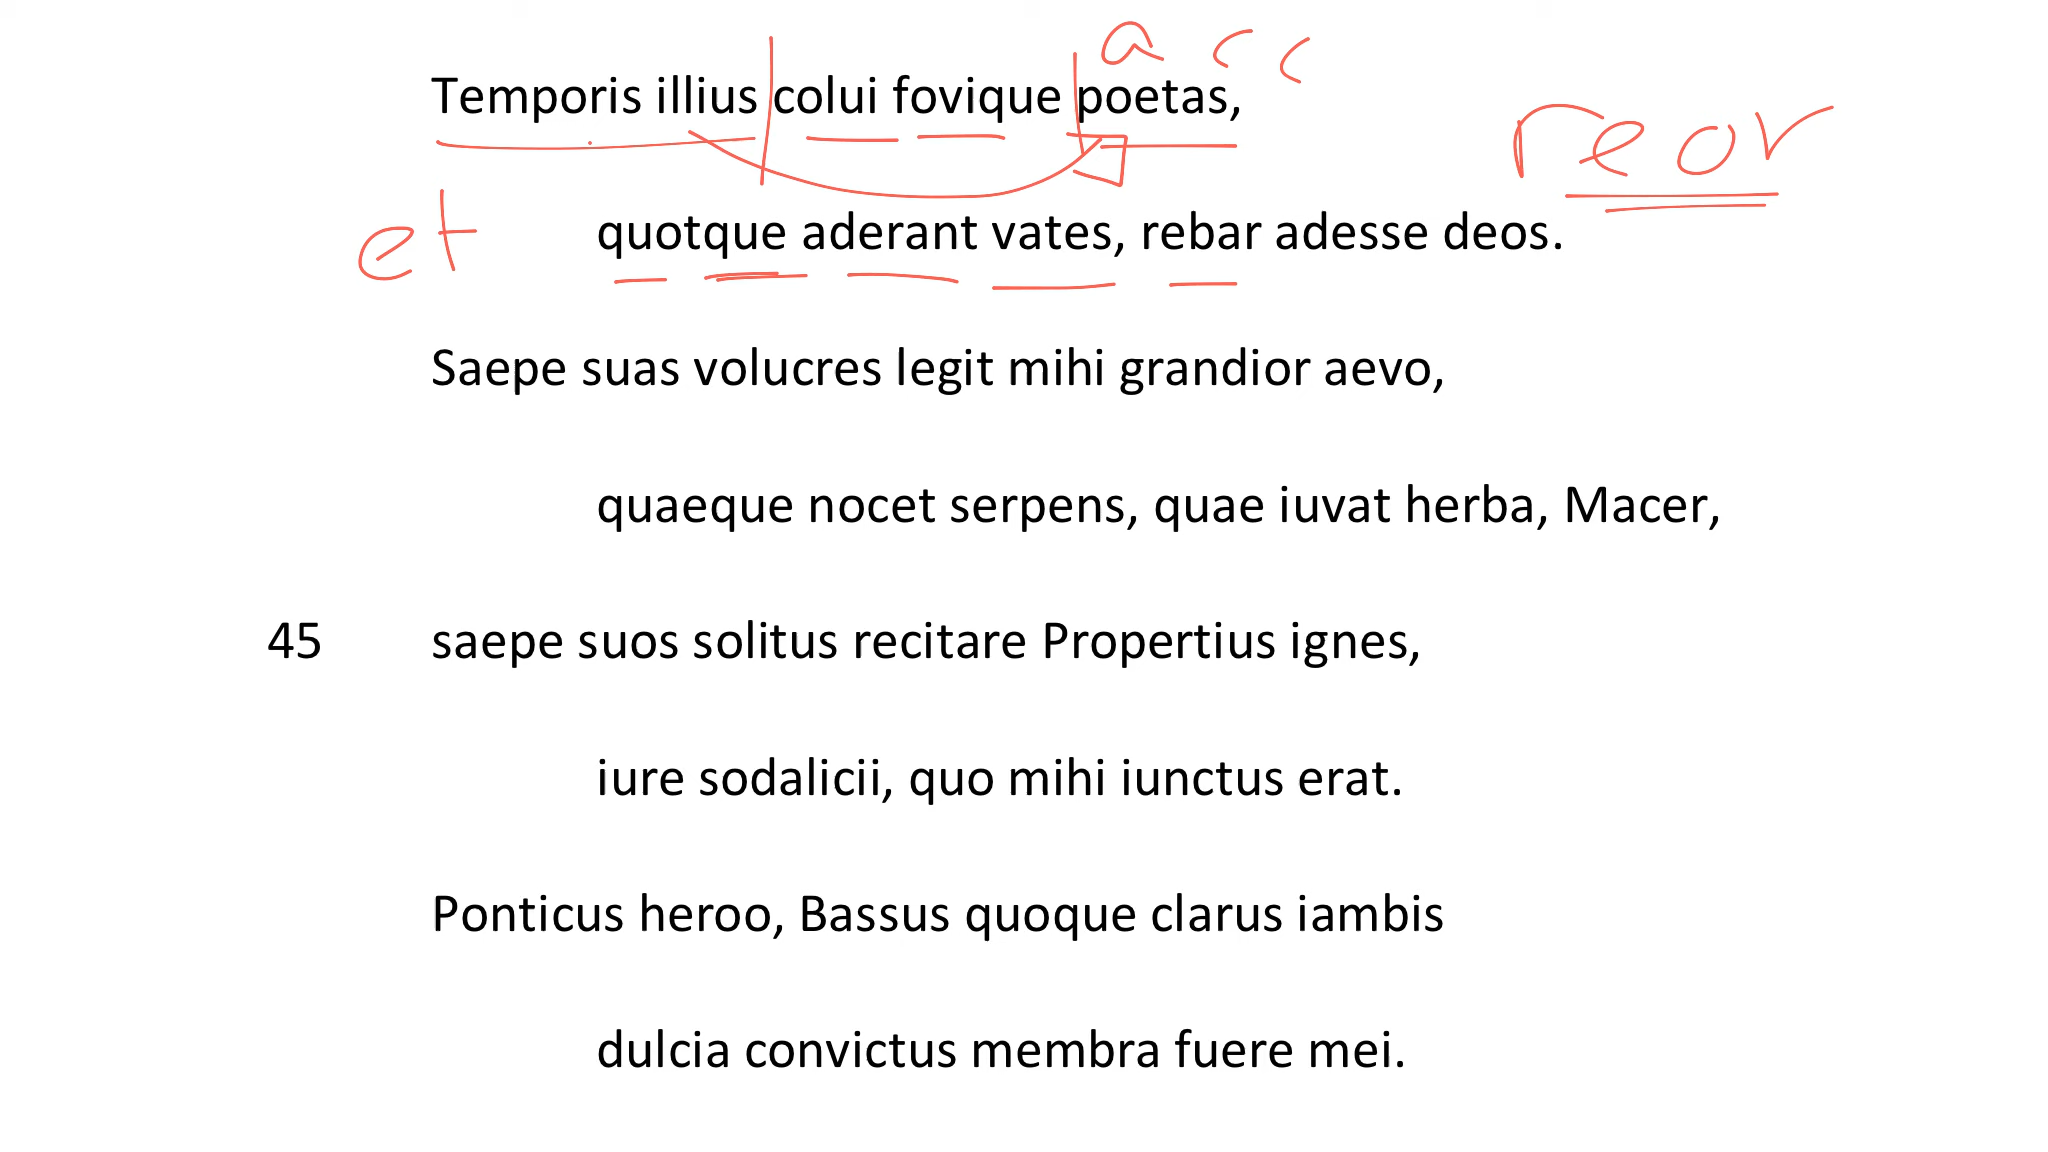 acc
Temporis illius colui fovique poetas,
reor
et quotque aderant vates, rebar adesse deos.
Saepe suas volucres legit mihi grandior aevo,
quaeque nocet serpens, quae iuvat herba, Macer,
45 saepe suos solitus recitare Propertius ignes,
iure sodalicii, quo mihi iunctus erat.
Ponticus heroo, Bassus quoque clarus iambis
dulcia convictus membra fuere mei.